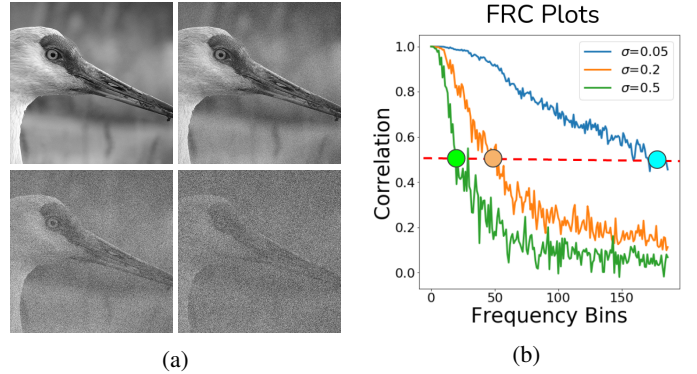 FRC Plots
1.0
0.8
0.6
0.4
0.2
0.0
Correlation
σ=0.05
σ=0.2
σ=0.5
0 50 100 150
Frequency Bins
(a)
(b)